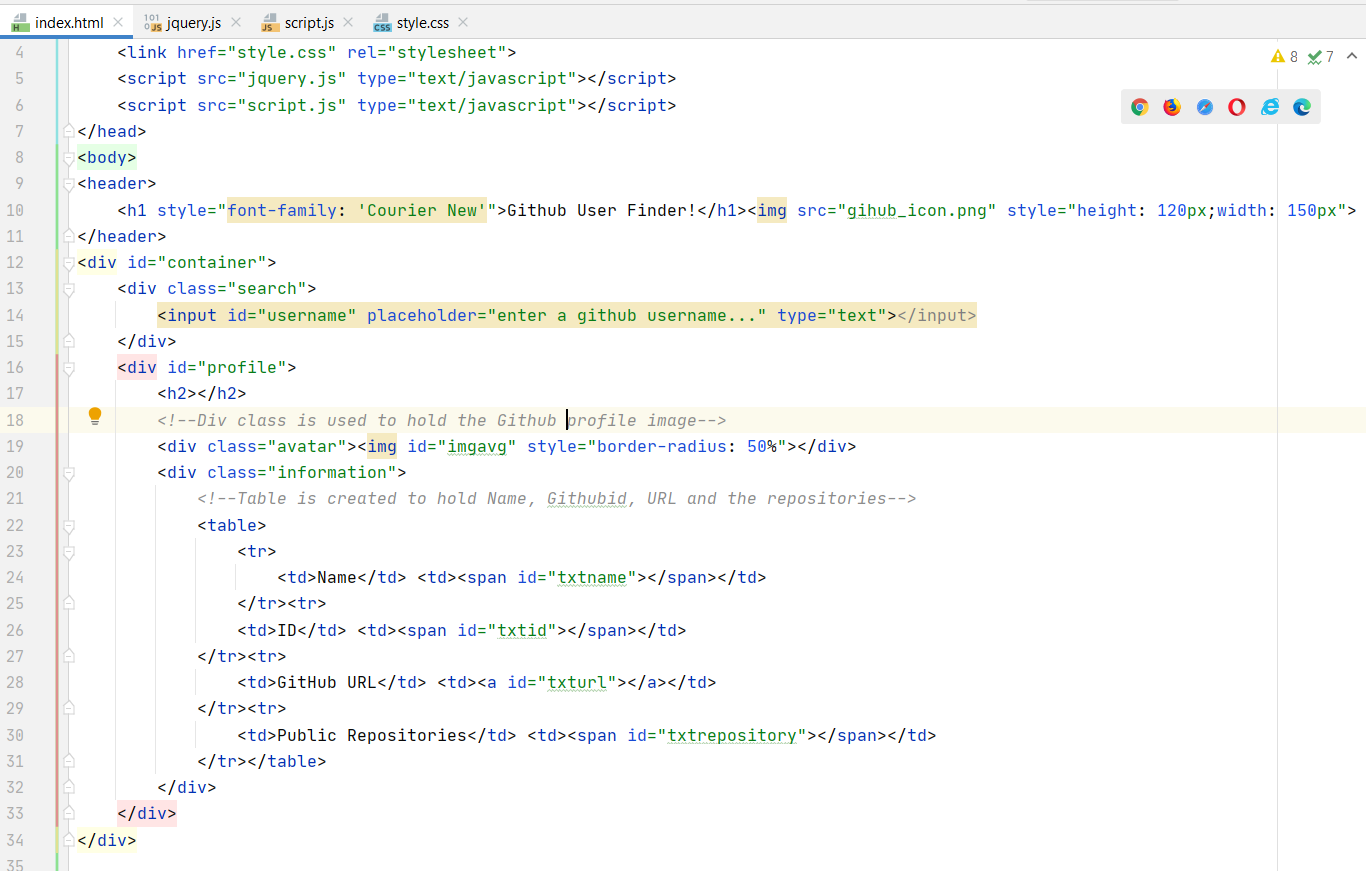 index.html jquery.js script.js style.css
8 7
4 <link href="style.css" rel="stylesheet">
5 <script src="jquery.js" type="text/javascript"></script>
6 <script src="script.js" type="text/javascript"></script>
7 </head>
8 <body>
9 <header>
10 <h1 style="font-family: 'Courier New'">Github User Finder!</h1><img src="gihub_icon.png" style="height: 120px;width: 150px">
11 </header>
12 <div id="container">
13 <div class="search">
14 <input id="username" placeholder="enter a github username..." type="text"></input>
15 </div>
16 <div id="profile">
17 <h2></h2>
18 <!--Div class is used to hold the Github profile image-->
19 <div class="avatar"><img id="imgavg" style="border-radius: 50%"></div>
20 <div class="information">
21 <!--Table is created to hold Name, Githubid, URL and the repositories-->
22 <table>
23 <tr>
24 <td>Name</td> <td><span id="txtname"></span></td>
25 </tr><tr>
26 <td>ID</td> <td><span id="txtid"></span></td>
27 </tr><tr>
28 <td>GitHub URL</td> <td><a id="txturl"></a></td>
29 </tr><tr>
30 <td>Public Repositories</td> <td><span id="txtrepository"></span></td>
31 </tr></table>
32 </div>
33 </div>
34 </div>
35